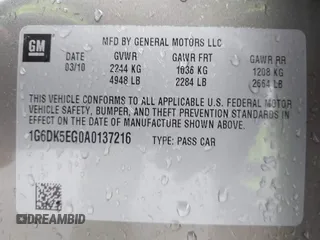 GM
MFD BY GENERAL MOTORS LLC
DATE GVWR GAWR FRT GAWR RR
03/10 2244 KG 1036 KG 1208 KG
4948 LB 2284 LB 2664 LB
THIS VEHICLE CONFORMS TO ALL APPLICABLE U.S. FEDERAL MOTOR
VEHICLE SAFETY, BUMPER, AND THEFT PREVENTION STANDARDS IN
EFFECT ON THE DATE OF MANUFACTURE SHOWN ABOVE.
1G6DK5EG0A0137216 TYPE: PASS CAR
DREAMBID